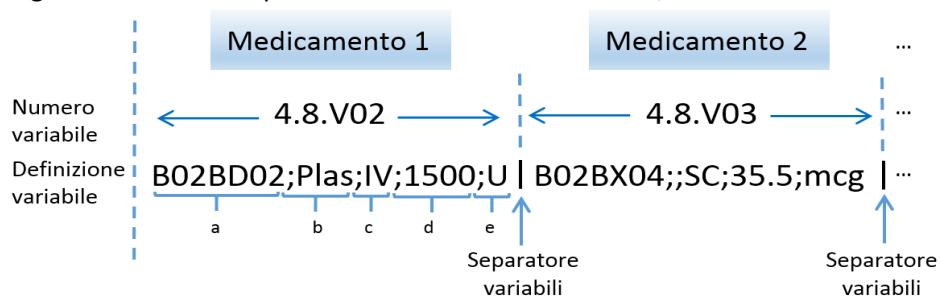 Medicamento 1 Medicamento 2 ...
Numero variabile 4.8.V02 4.8.V03 ...
Definizione variabile B02BD02;Plas;IV;1500;U | B02BX04;;SC;35.5;mcg | ...
a b c d e
Separatore variabili Separatore variabili